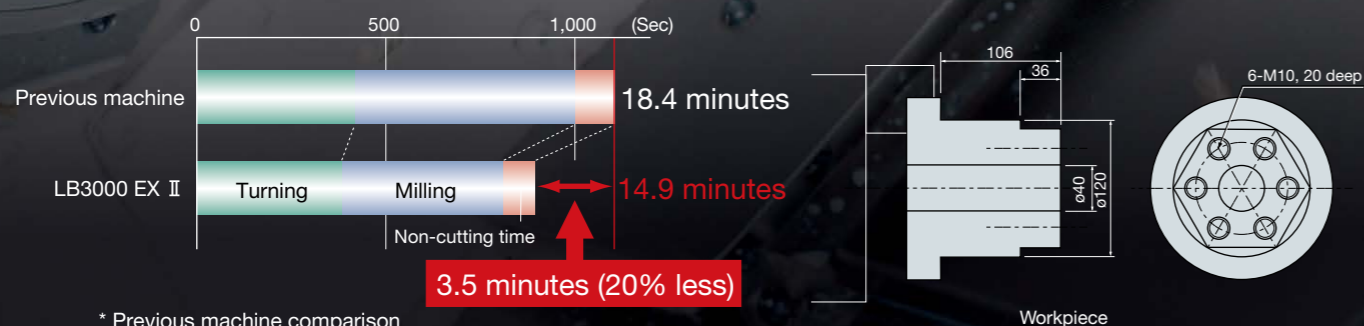 0 500 1,000 (Sec)
Previous machine
18.4 minutes
LB3000 EX Ⅱ
Turning
Milling
14.9 minutes
Non-cutting time
3.5 minutes (20% less)
* Previous machine comparison
106
36
6-M10, 20 deep
ø40
ø120
Workpiece